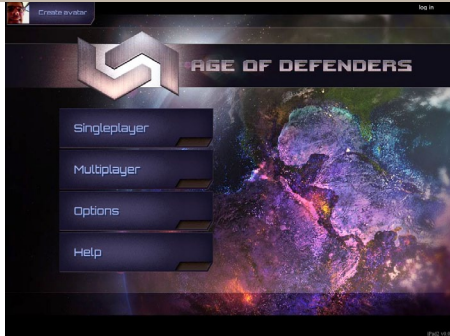 Create avatar
log in
AGE OF DEFENDERS
Singleplayer
Multiplayer
Options
Help